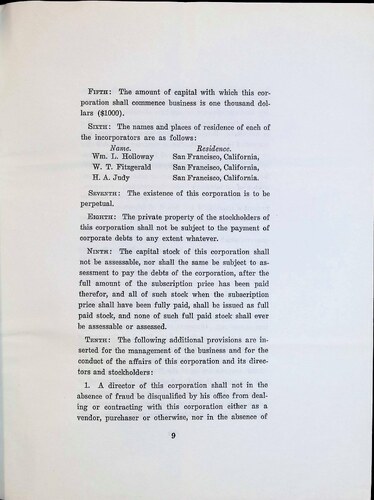 FIFTH: The amount of capital with which this cor-
poration shall commence business is one thousand dol-
lars ($1000).
SIXTH: The names and places of residence of each of
the incorporators are as follows:
Name. Residence.
Wm. L. Holloway San Francisco, California,
W. T. Fitzgerald San Francisco, California,
H. A. Judy San Francisco, California.
SEVENTH: The existence of this corporation is to be
perpetual.
EIGHTH: The private property of the stockholders of
this corporation shall not be subject to the payment of
corporate debts to any extent whatever.
NINTH: The capital stock of this corporation shall
not be assessable, nor shall the same be subject to as-
sessment to pay the debts of the corporation, after the
full amount of the subscription price has been paid
therefor, and all of such stock when the subscription
price shall have been fully paid, shall be issued as full
paid stock, and none of such full paid stock shall ever
be assessable or assessed.
TENTH: The following additional provisions are in-
serted for the management of the business and for the
conduct of the affairs of this corporation and its direc-
tors and stockholders:
1. A director of this corporation shall not in the
absence of fraud be disqualified by his office from deal-
ing or contracting with this corporation either as a
vendor, purchaser or otherwise, nor in the absence of
9